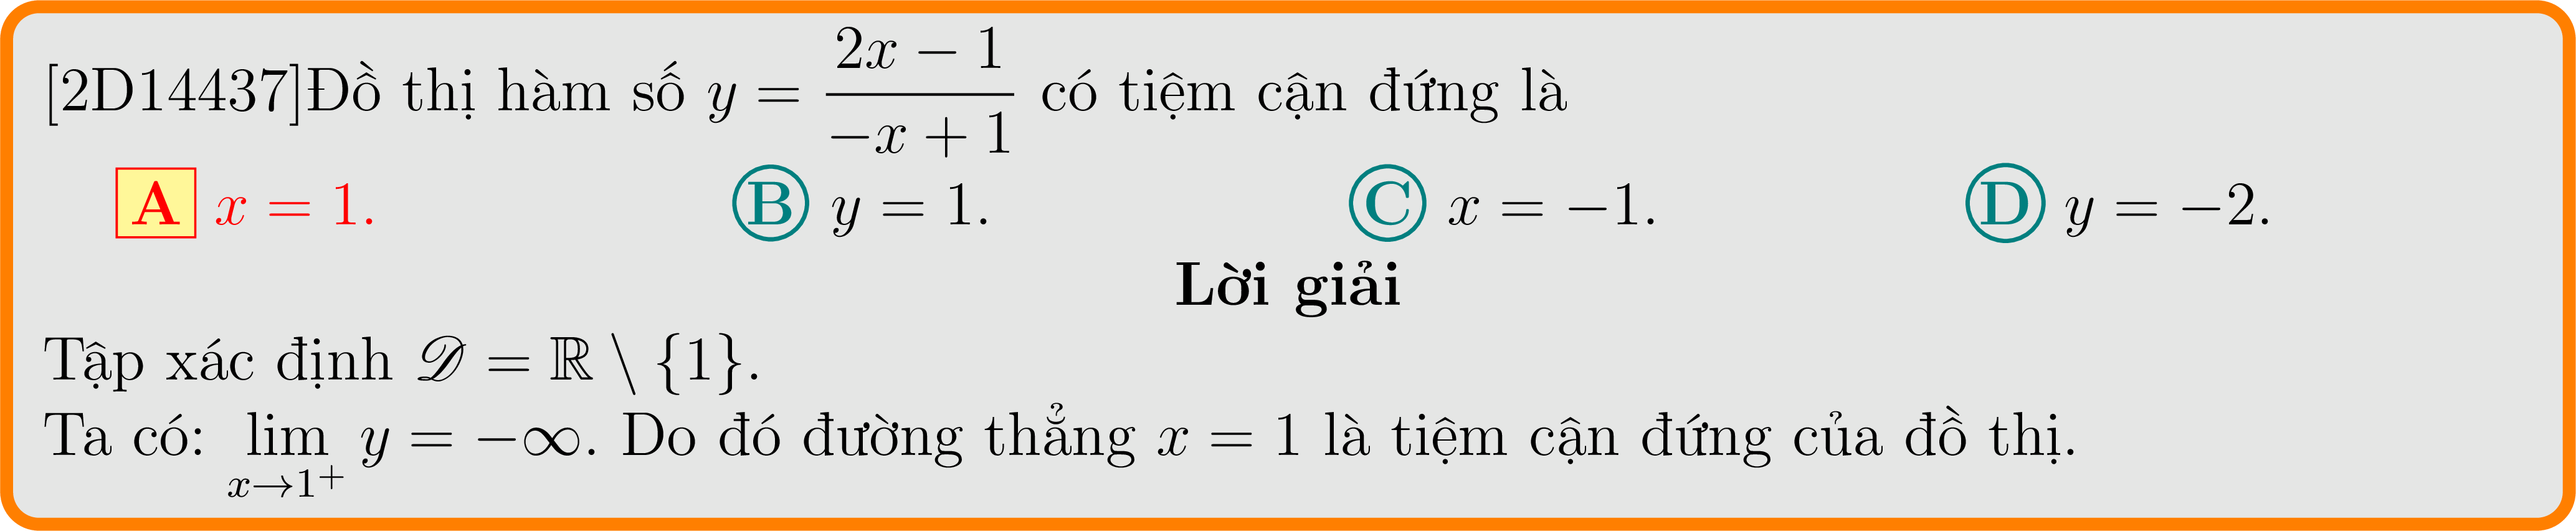 [2D14437]Đồ thị hàm số $y = \dfrac{2x - 1}{-x + 1}$ có tiệm cận đứng là
A $x = 1$. B $y = 1$. C $x = -1$. D $y = -2$.
Lời giải
Tập xác định $\mathscr{D} = \mathbb{R} \setminus \{1\}$.
Ta có: $\lim\limits_{x \to 1^+} y = -\infty$. Do đó đường thẳng $x = 1$ là tiệm cận đứng của đồ thị.